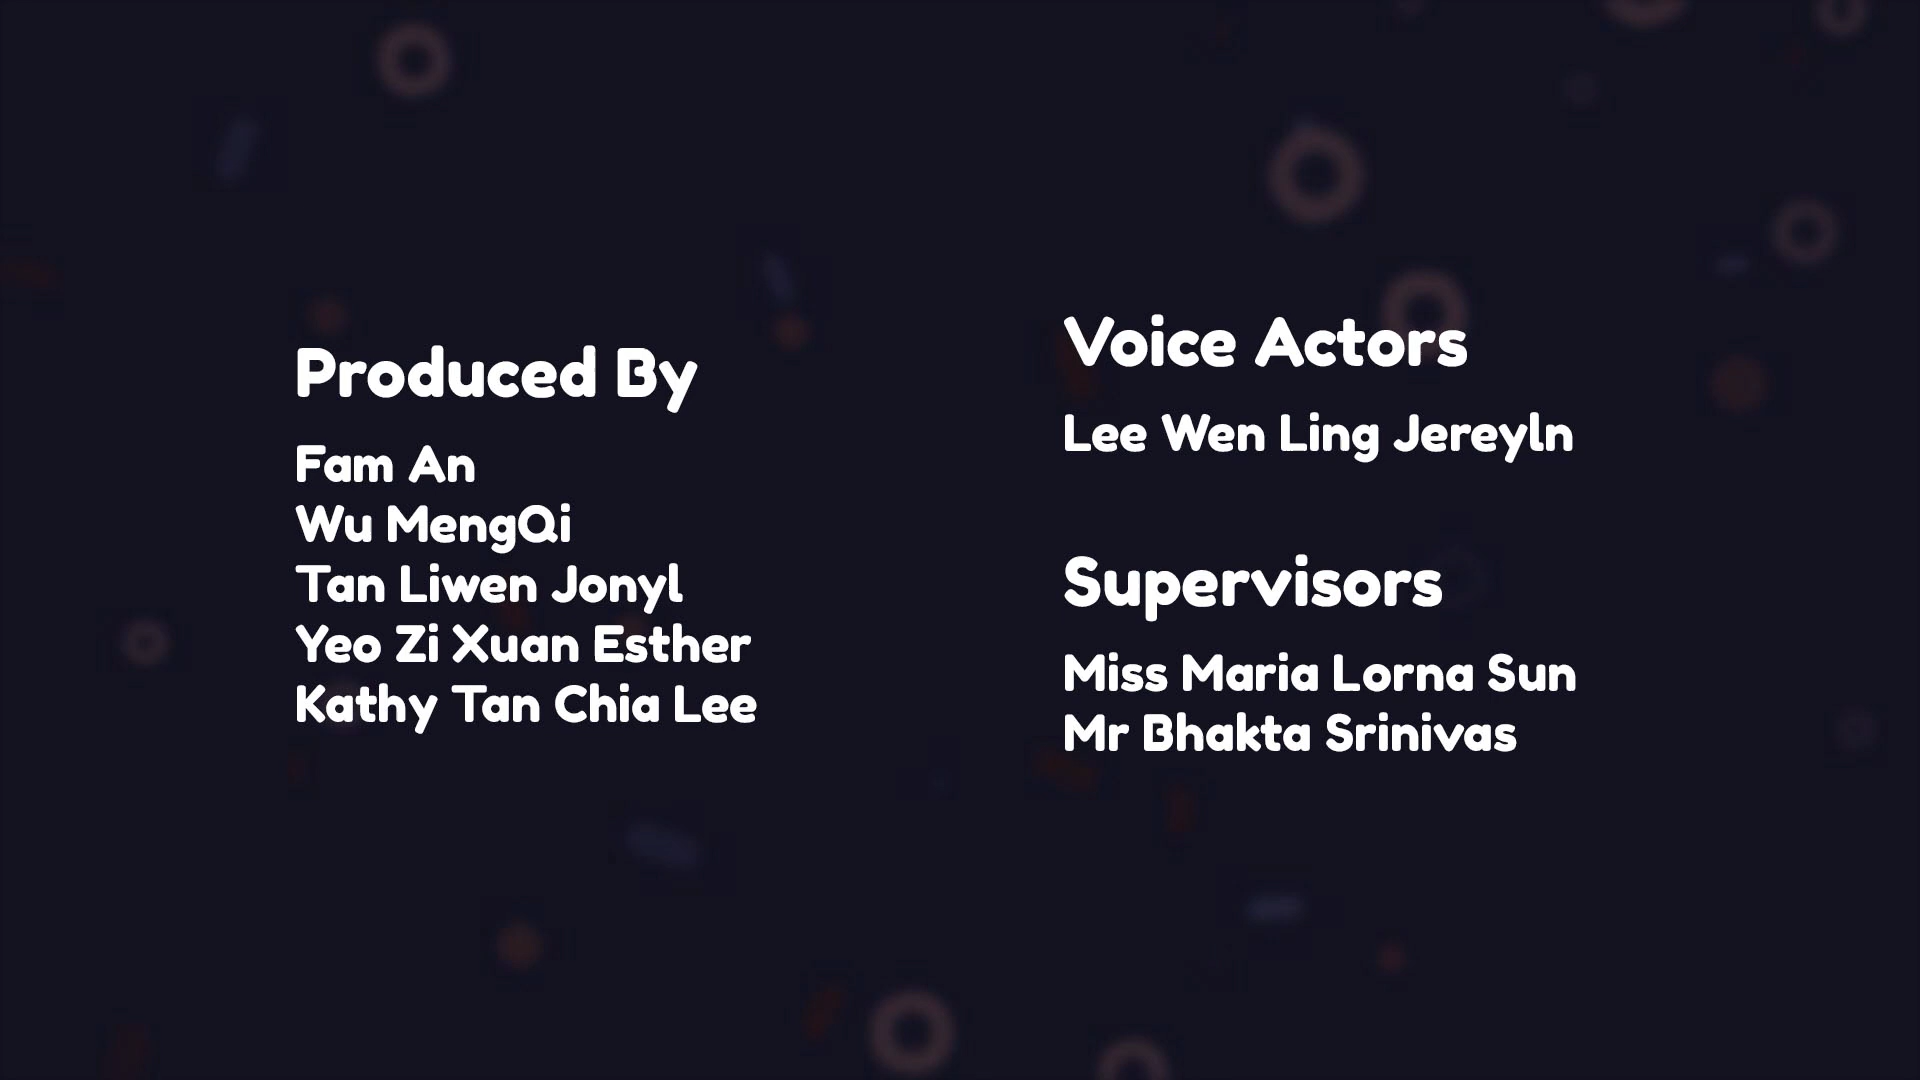 Produced By
Fam An
Wu MengQi
Tan Liwen Jonyl
Yeo Zi Xuan Esther
Kathy Tan Chia Lee
Voice Actors
Lee Wen Ling Jereyln
Supervisors
Miss Maria Lorna Sun
Mr Bhakta Srinivas